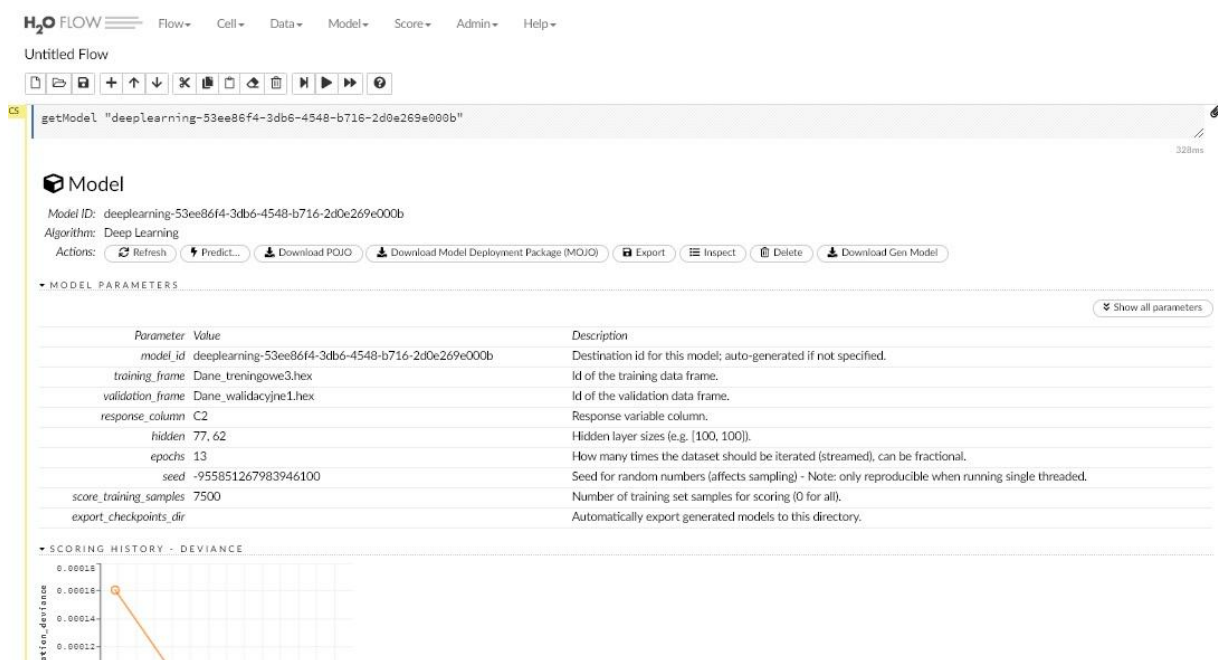 H2O FLOW Flow Cell Data Model Score Admin Help
Untitled Flow
CS
getModel "deeplearning-53ee86f4-3db6-4548-b716-2d0e269e000b"
328ms
Model
Model ID: deeplearning-53ee86f4-3db6-4548-b716-2d0e269e000b
Algorithm: Deep Learning
Actions: Refresh Predict... Download POJO Download Model Deployment Package (MOJO) Export Inspect Delete Download Gen Model
MODEL PARAMETERS
Show all parameters
Parameter Value Description
model_id deeplearning-53ee86f4-3db6-4548-b716-2d0e269e000b Destination id for this model; auto-generated if not specified.
training_frame Dane_treningowe3.hex Id of the training data frame.
validation_frame Dane_walidacyjne1.hex Id of the validation data frame.
response_column C2 Response variable column.
hidden 77, 62 Hidden layer sizes (e.g. [100, 100]).
epochs 13 How many times the dataset should be iterated (streamed), can be fractional.
seed -955851267983946100 Seed for random numbers (affects sampling) - Note: only reproducible when running single threaded.
score_training_samples 7500 Number of training set samples for scoring (0 for all).
export_checkpoints_dir Automatically export generated models to this directory.
SCORING HISTORY - DEVIANCE
0.00018
0.00016
0.00014
0.00012